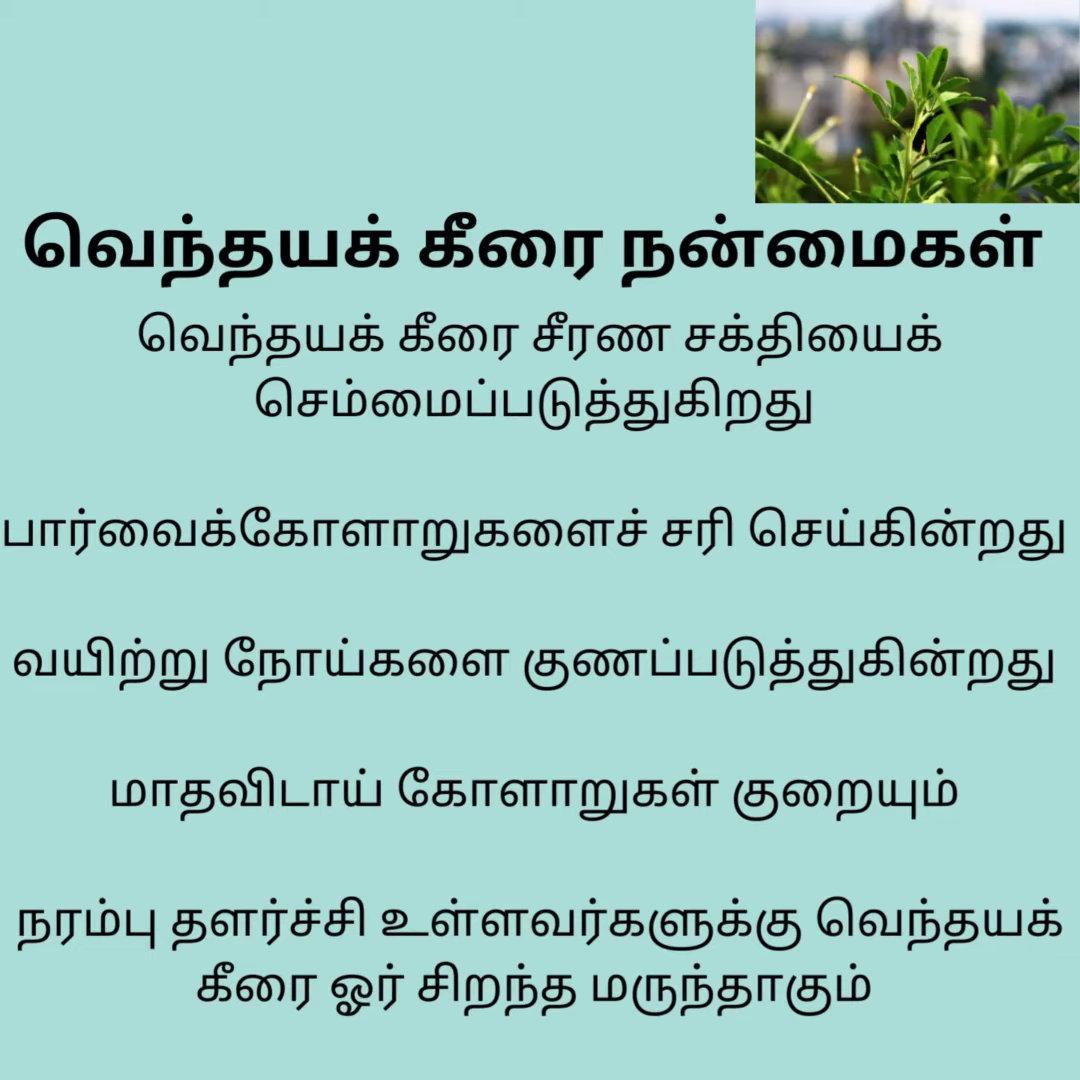 வெந்தயக் கீரை நன்மைகள்
வெந்தயக் கீரை சீரண சக்தியைக்
செம்மைப்படுத்துகிறது
பார்வைக்கோளாறுகளைச் சரி செய்கின்றது
வயிற்று நோய்களை குணப்படுத்துகின்றது
மாதவிடாய் கோளாறுகள் குறையும்
நரம்பு தளர்ச்சி உள்ளவர்களுக்கு வெந்தயக்
கீரை ஓர் சிறந்த மருந்தாகும்